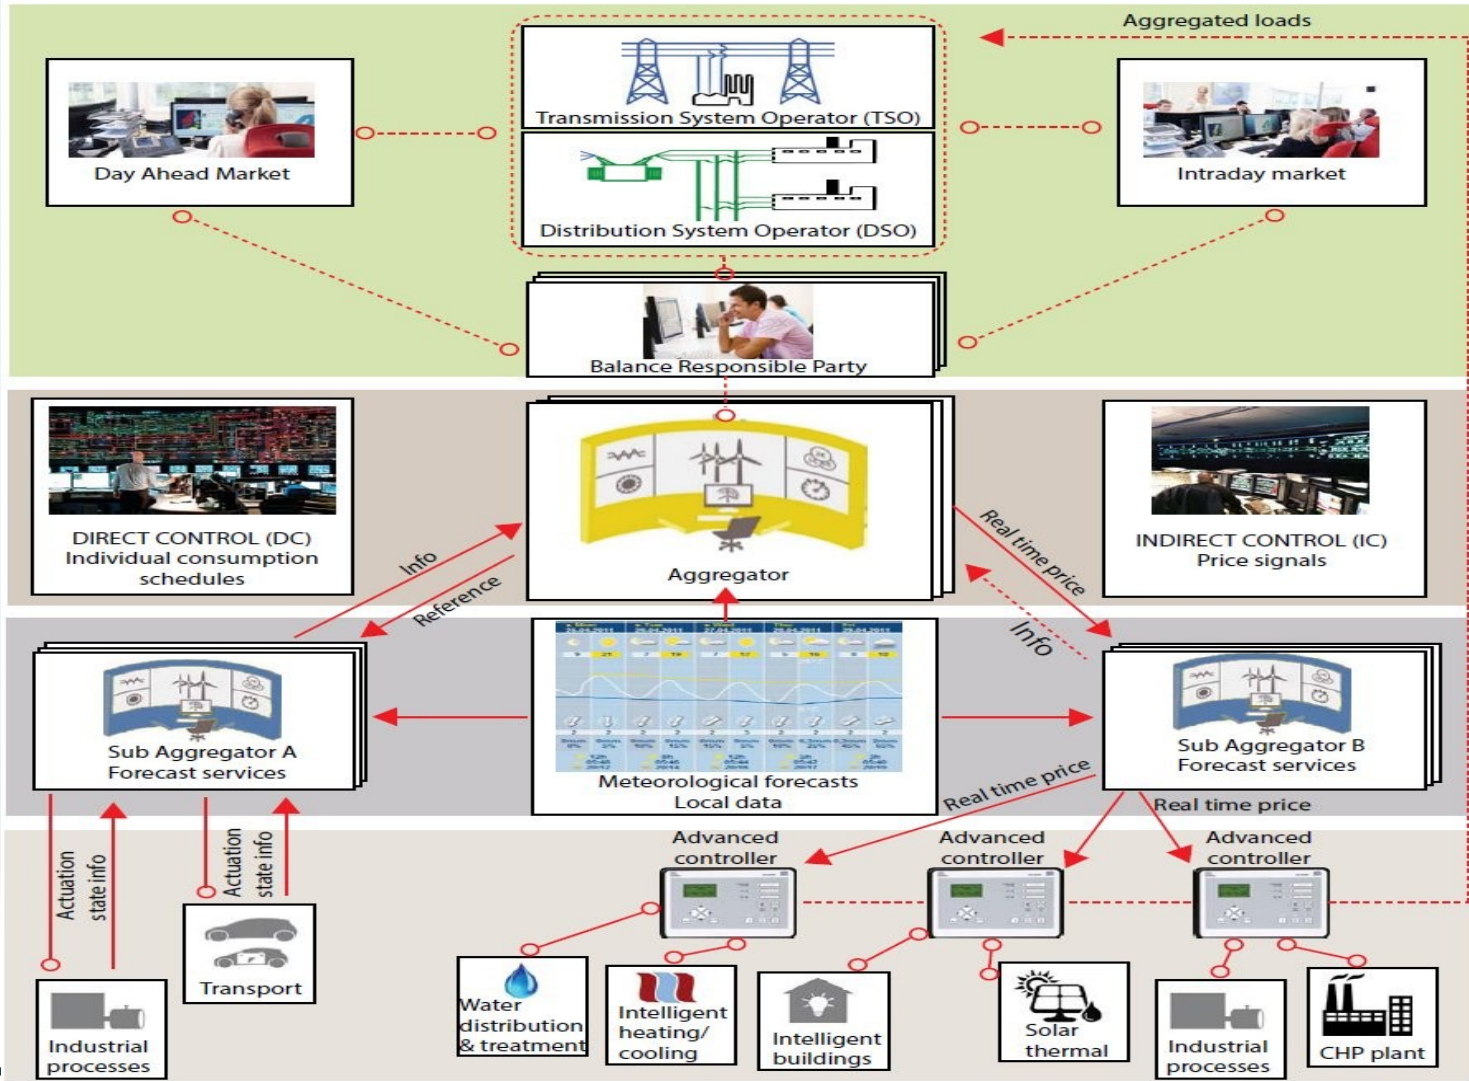 Aggregated loads
Transmission System Operator (TSO)
Day Ahead Market
Intraday market
Distribution System Operator (DSO)
Balance Responsible Party
DIRECT CONTROL (DC)
Individual consumption
schedules
Info
Reference
Aggregator
Real time price
Info
INDIRECT CONTROL (IC)
Price signals
Sub Aggregator A
Forecast services
Meteorological forecasts
Local data
Sub Aggregator B
Forecast services
Real time price
Real time price
Actuation
state info
Actuation
state info
Advanced
controller
Advanced
controller
Advanced
controller
Transport
Industrial
processes
Water
distribution
& treatment
Intelligent
heating/
cooling
Intelligent
buildings
Solar
thermal
Industrial
processes
CHP plant